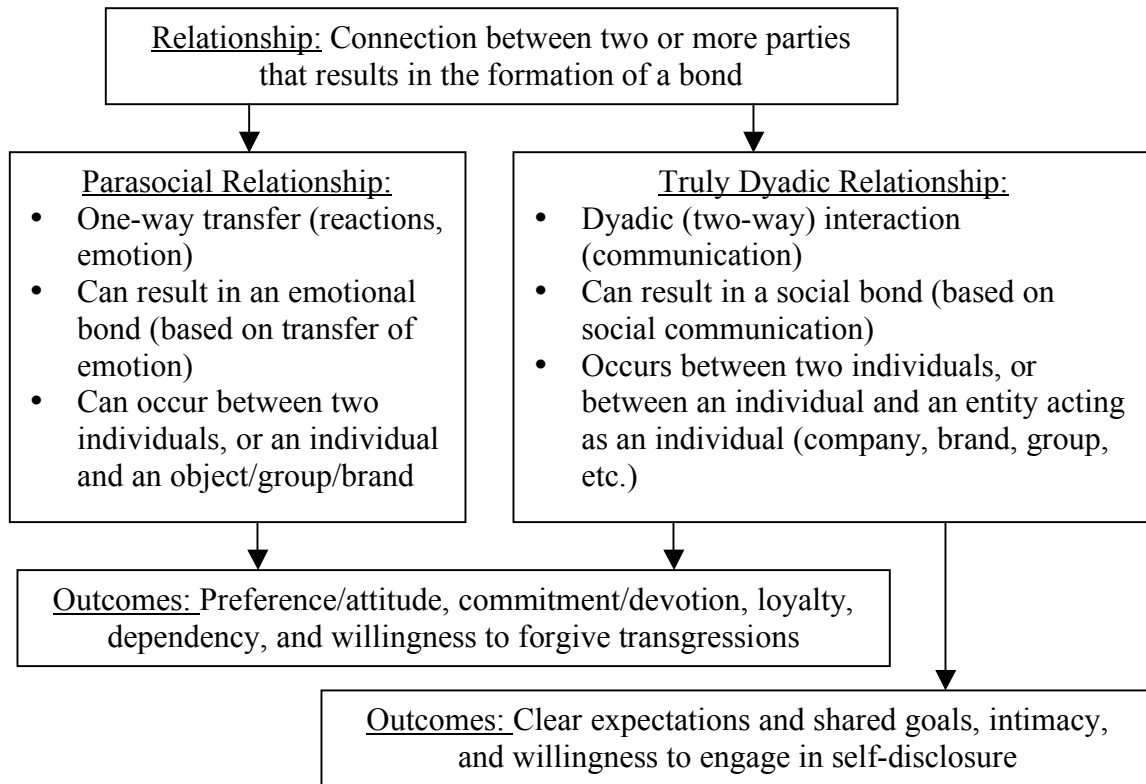 Relationship: Connection between two or more parties
that results in the formation of a bond
Parasocial Relationship:
• One-way transfer (reactions,
emotion)
• Can result in an emotional
bond (based on transfer of
emotion)
• Can occur between two
individuals, or an individual
and an object/group/brand
Truly Dyadic Relationship:
• Dyadic (two-way) interaction
(communication)
• Can result in a social bond (based on
social communication)
• Occurs between two individuals, or
between an individual and an entity acting
as an individual (company, brand, group,
etc.)
Outcomes: Preference/attitude, commitment/devotion, loyalty,
dependency, and willingness to forgive transgressions
Outcomes: Clear expectations and shared goals, intimacy,
and willingness to engage in self-disclosure